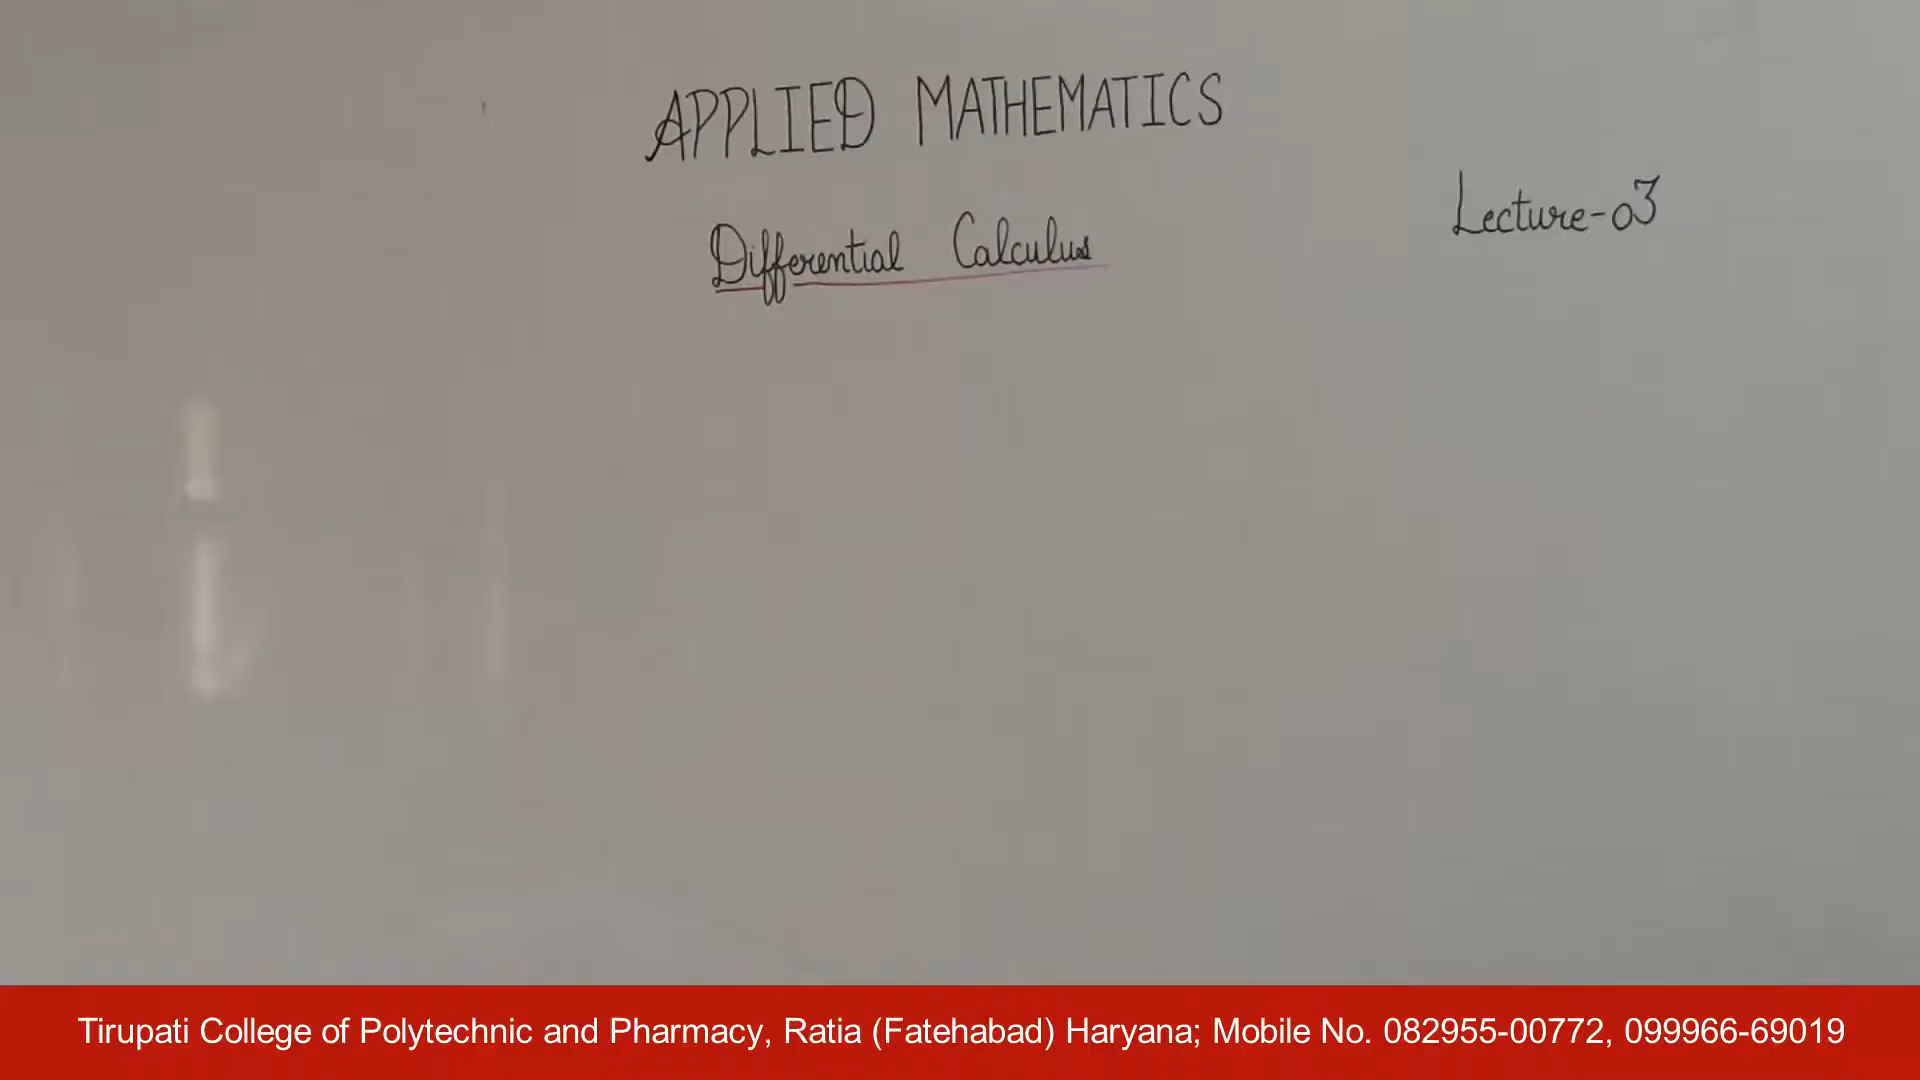 APPLIED MATHEMATICS
Lecture-03
Differential Calculus
Tirupati College of Polytechnic and Pharmacy, Ratia (Fatehabad) Haryana; Mobile No. 082955-00772, 099966-69019